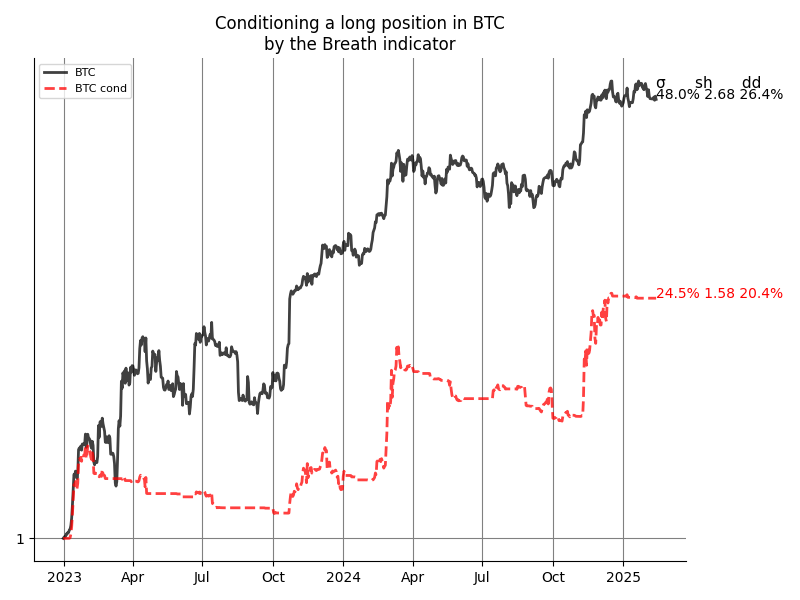 Conditioning a long position in BTC
by the Breath indicator
BTC
BTC cond
σ sh dd
48.0% 2.68 26.4%
24.5% 1.58 20.4%
1
2023 Apr Jul Oct 2024 Apr Jul Oct 2025